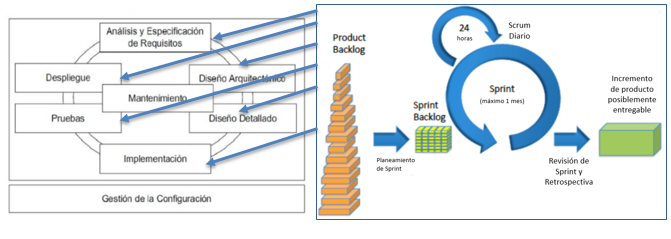 Análisis y Especificación
de Requisitos
Despliegue
Diseño Arquitectónico
Mantenimiento
Pruebas
Diseño Detallado
Implementación
Gestión de la Configuración
Product
Backlog
24
horas
Scrum
Diario
Sprint
(máximo 1 mes)
Sprint
Backlog
Planeamiento
de Sprint
Incremento
de producto
posiblemente
entregable
Revisión de
Sprint y
Retrospectiva